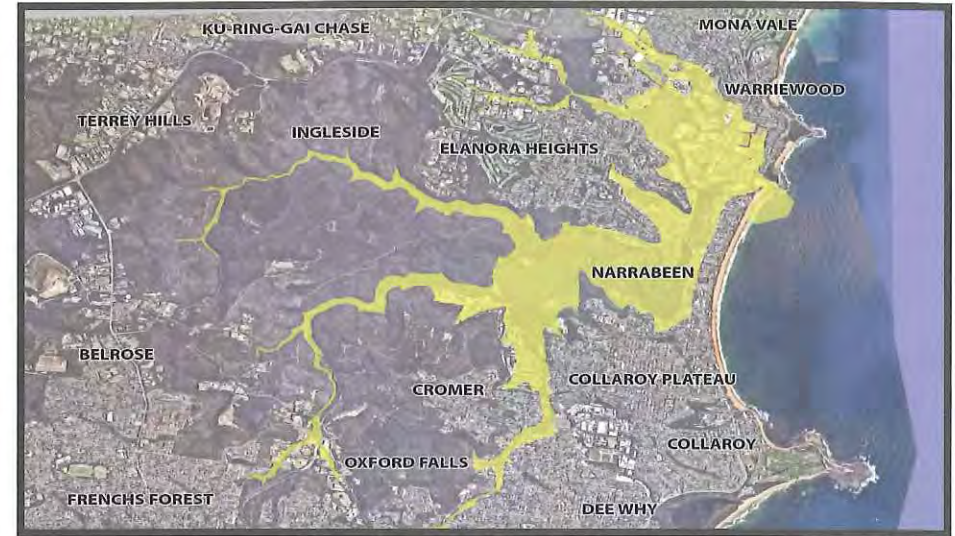 KU-RING-GAI CHASE
MONA VALE
WARRIEWOOD
TERREY HILLS
INGLESIDE
ELANORA HEIGHTS
NARRABEEN
BELROSE
CROMER
COLLAROY PLATEAU
COLLAROY
OXFORD FALLS
FRENCHS FOREST
DEE WHY